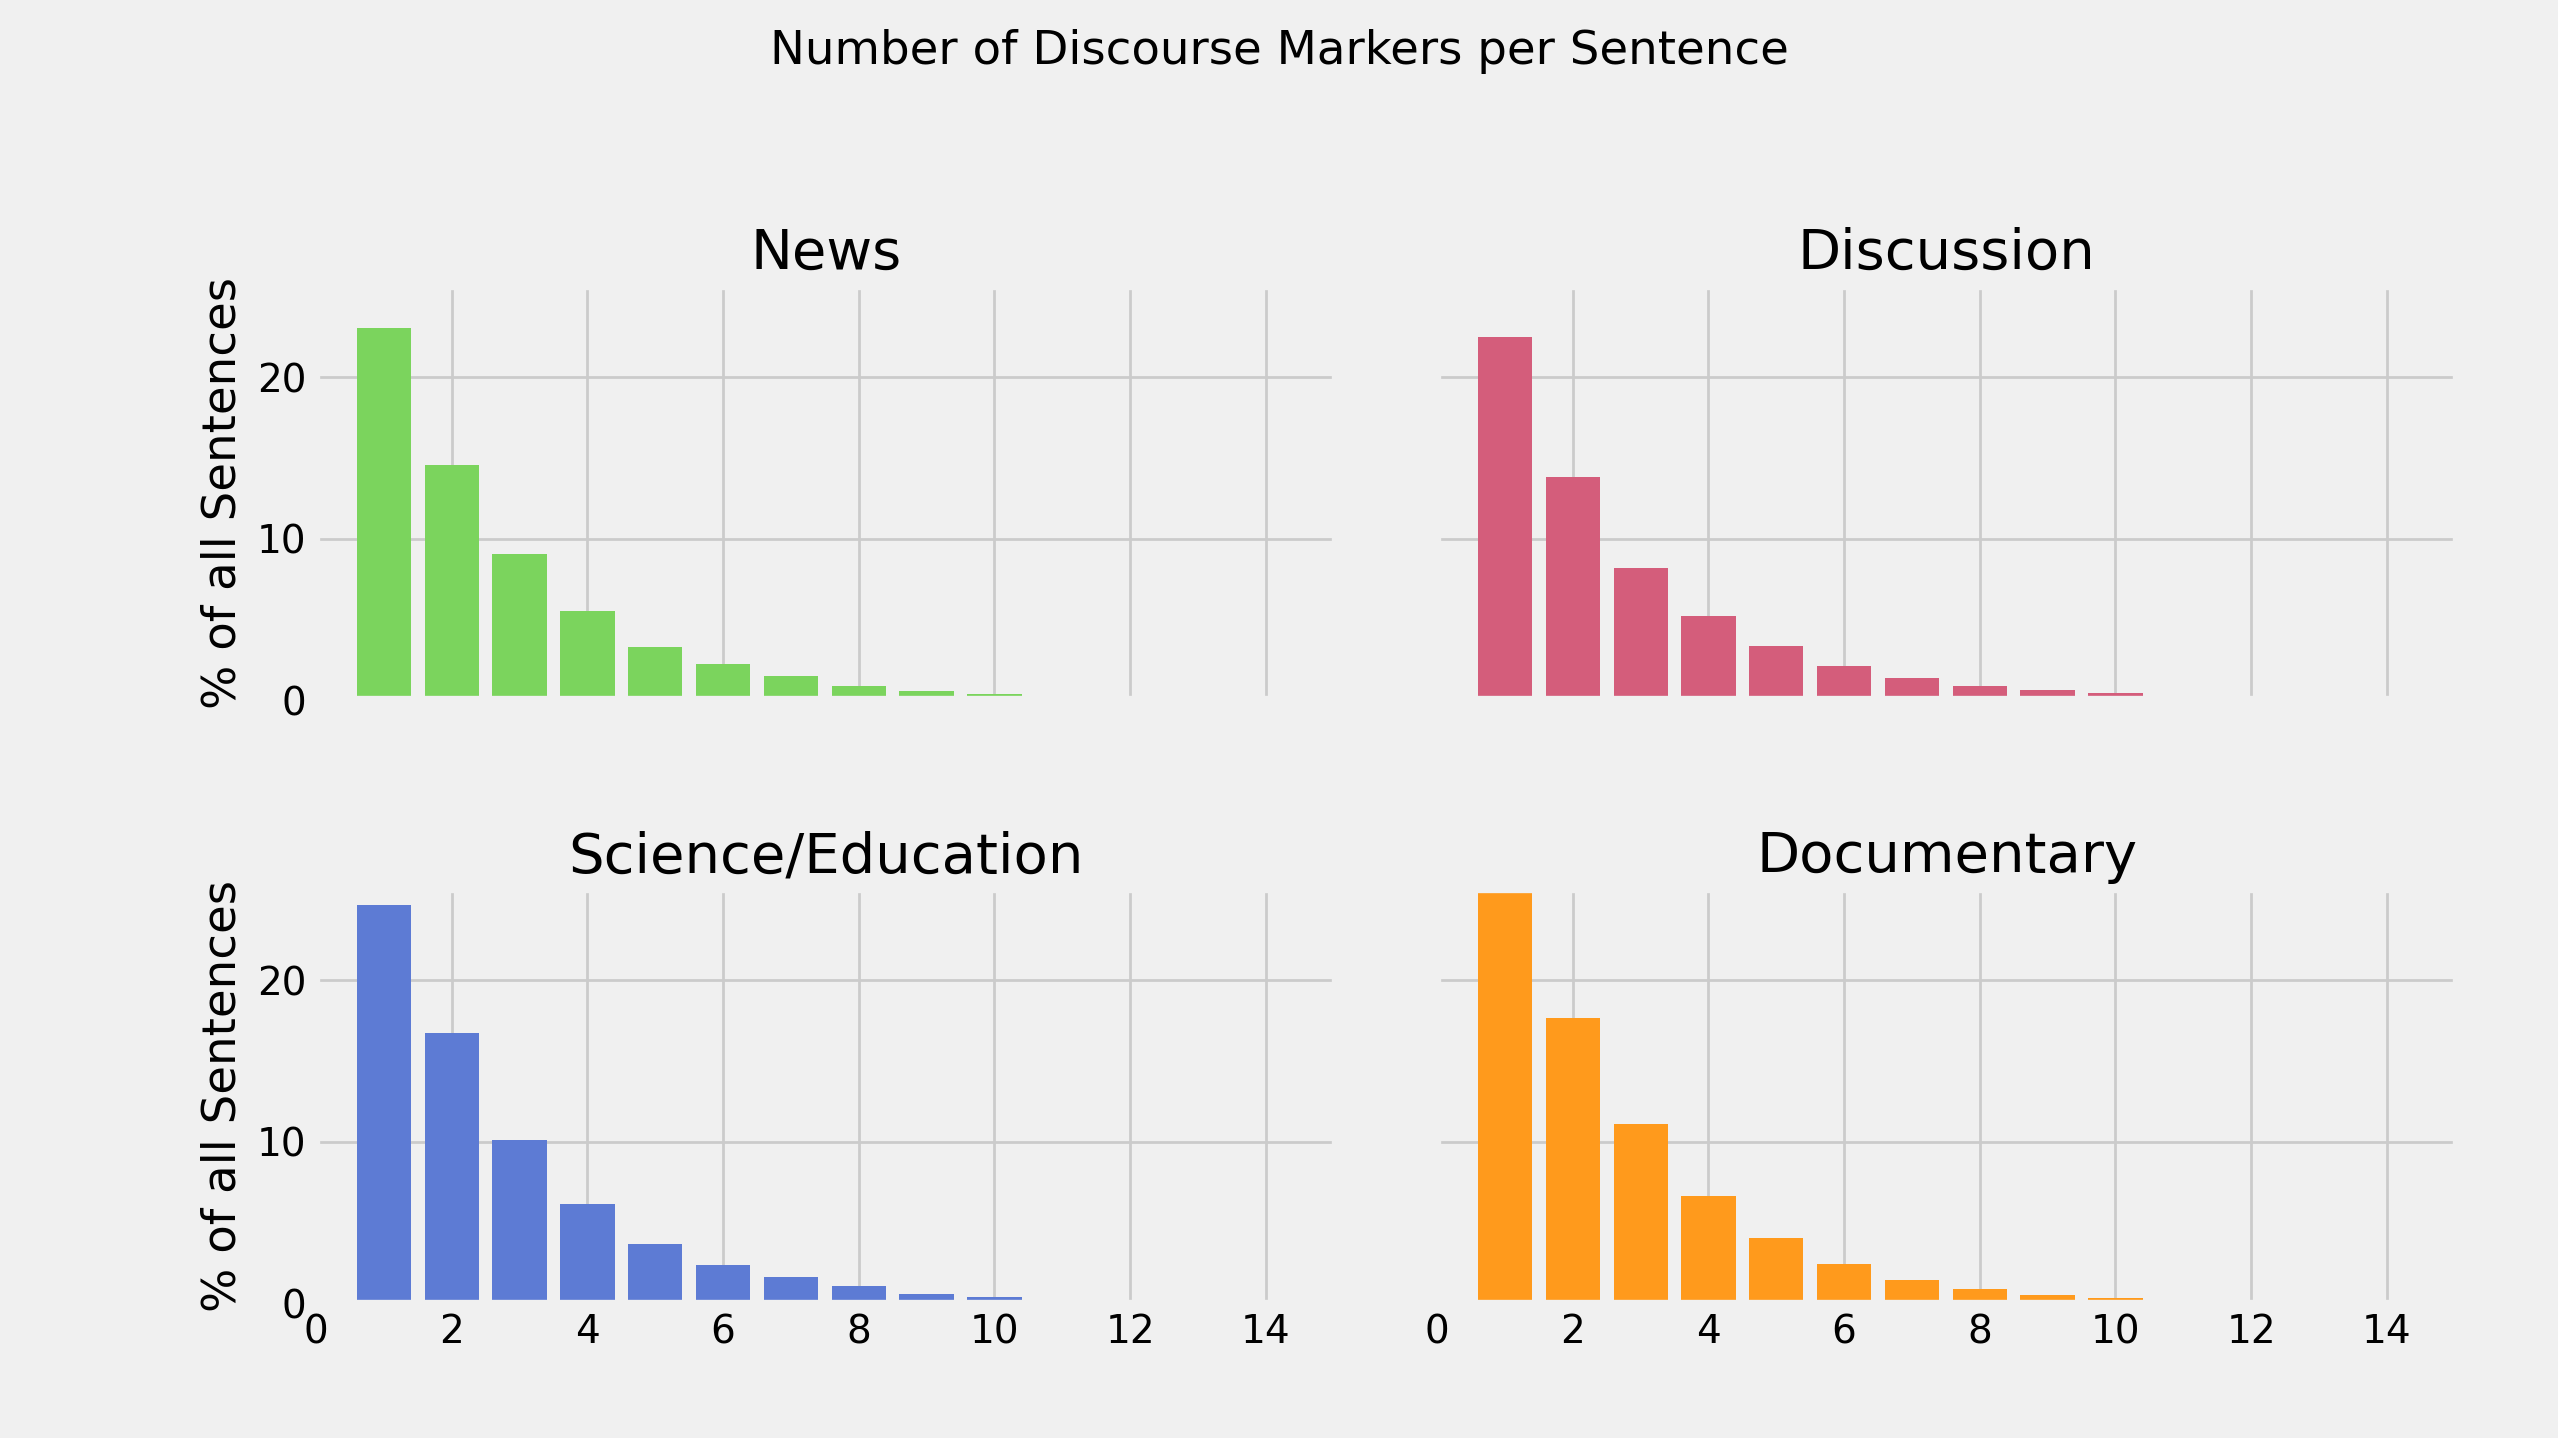 Number of Discourse Markers per Sentence
News
% of all Sentences
20
10
0
Discussion
Science/Education
% of all Sentences
20
10
0
0 2 4 6 8 10 12 14
Documentary
0 2 4 6 8 10 12 14